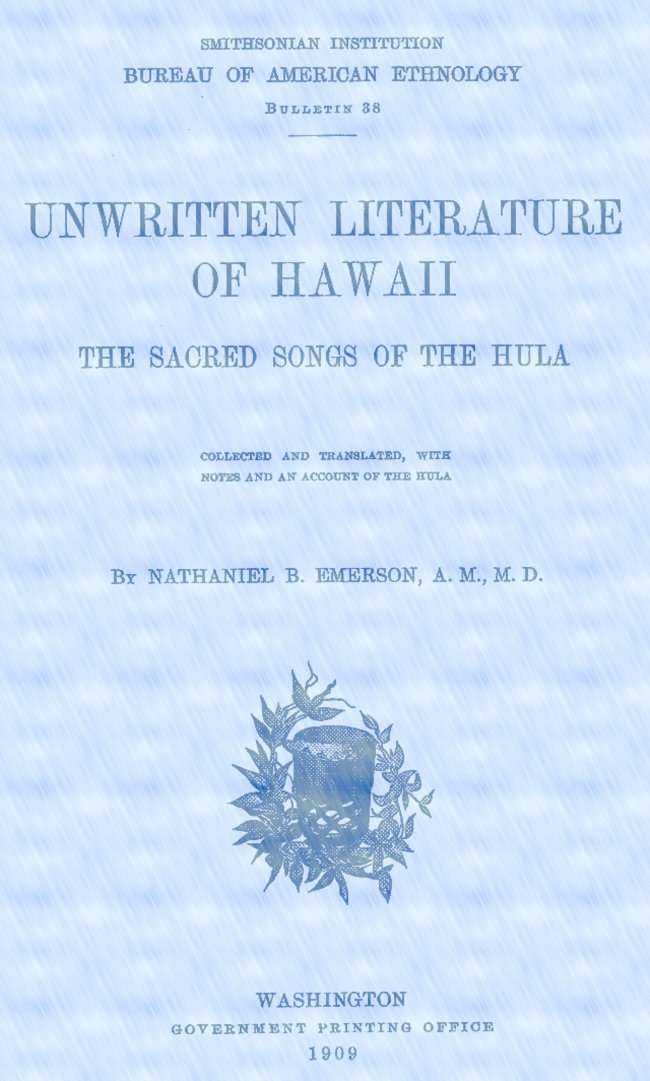 SMITHSONIAN INSTITUTION
BUREAU OF AMERICAN ETHNOLOGY
BULLETIN 38
UNWRITTEN LITERATURE
OF HAWAII
THE SACRED SONGS OF THE HULA
COLLECTED AND TRANSLATED, WITH
NOTES AND AN ACCOUNT OF THE HULA
BY NATHANIEL B. EMERSON, A. M., M. D.
WASHINGTON
GOVERNMENT PRINTING OFFICE
1909